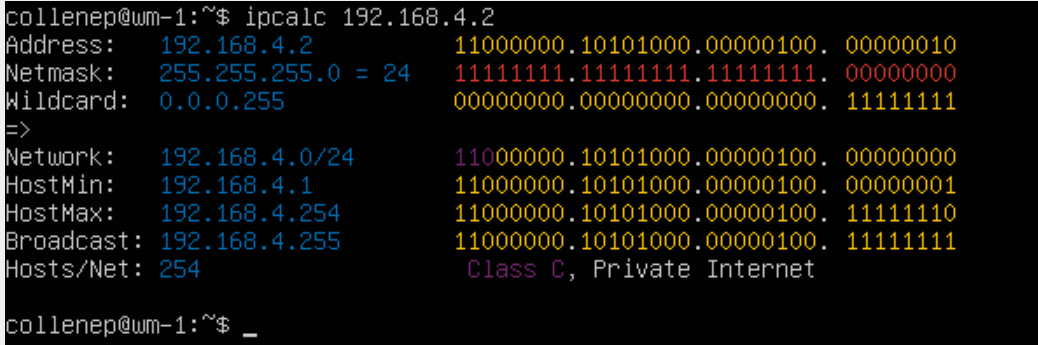 collenep@wm-1:~$ ipcalc 192.168.4.2
Address:   192.168.4.2           11000000.10101000.00000100. 00000010
Netmask:   255.255.255.0 = 24    11111111.11111111.11111111. 00000000
Wildcard:  0.0.0.255             00000000.00000000.00000000. 11111111
=>
Network:   192.168.4.0/24        11000000.10101000.00000100. 00000000
HostMin:   192.168.4.1           11000000.10101000.00000100. 00000001
HostMax:   192.168.4.254         11000000.10101000.00000100. 11111110
Broadcast: 192.168.4.255         11000000.10101000.00000100. 11111111
Hosts/Net: 254                    Class C, Private Internet
collenep@wm-1:~$ _